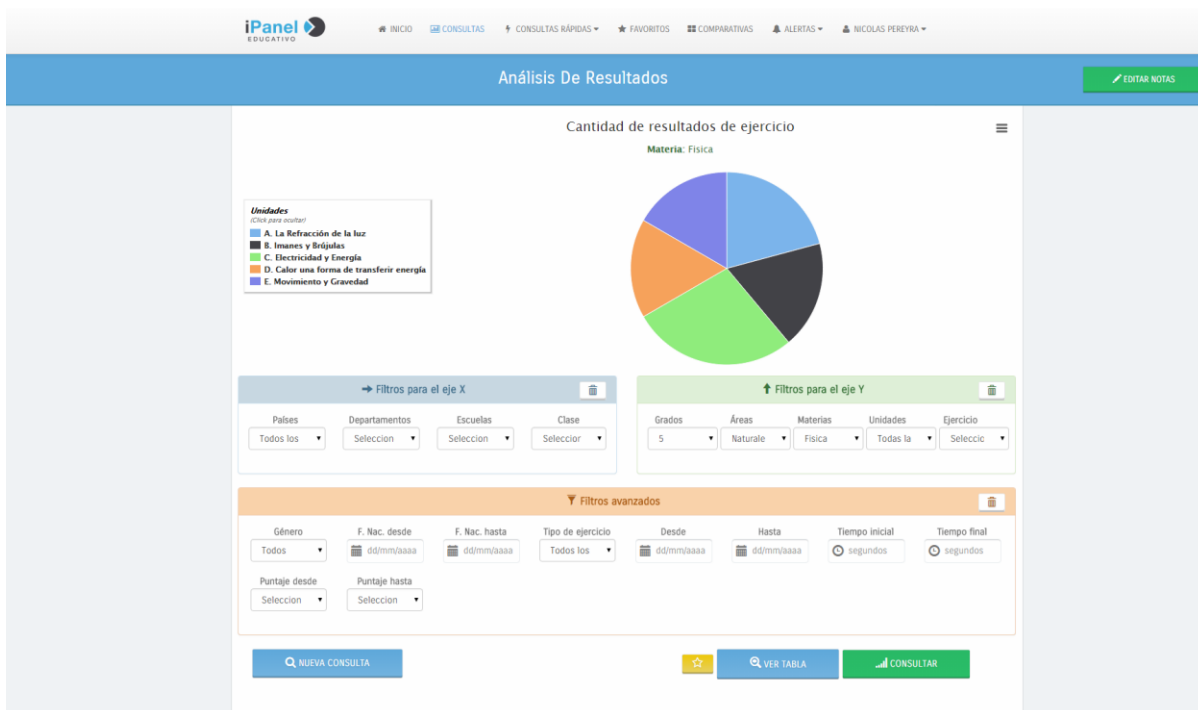 iPanel
EDUCATIVO
INICIO CONSULTAS CONSULTAS RÁPIDAS FAVORITOS COMPARATIVAS ALERTAS NICOLAS PEREYRA
Análisis De Resultados
EDITAR NOTAS
Cantidad de resultados de ejercicio
Materia: Fisica
Unidades
(Click para ocultar)
A. La Refracción de la luz
B. Imanes y Brújulas
C. Electricidad y Energía
D. Calor una forma de transferir energía
E. Movimiento y Gravedad
Filtros para el eje X
Países Departamentos Escuelas Clase
Todos los Seleccion Seleccion Seleccior
Filtros para el eje Y
Grados Áreas Materias Unidades Ejercicio
5 Naturale Fisica Todas la Seleccic
Filtros avanzados
Género F. Nac. desde F. Nac. hasta Tipo de ejercicio Desde Hasta Tiempo inicial Tiempo final
Todos dd/mm/aaaa dd/mm/aaaa Todos los dd/mm/aaaa dd/mm/aaaa segundos segundos
Puntaje desde Puntaje hasta
Seleccion Seleccion
NUEVA CONSULTA VER TABLA CONSULTAR